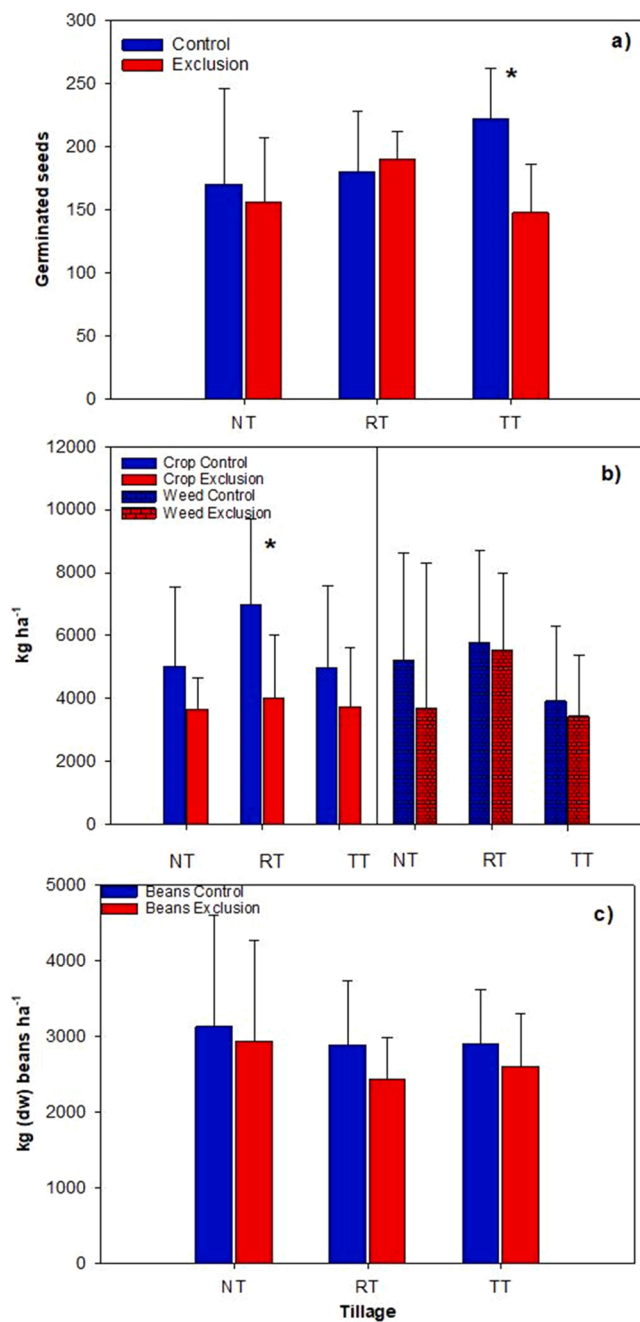 300
250
200
150
100
50
0
Germinated seeds
Control
Exclusion
a)
*
NT RT TT
12000
10000
8000
6000
4000
2000
0
kg ha⁻¹
Crop Control
Crop Exclusion
Weed Control
Weed Exclusion
b)
*
NT RT TT NT RT TT
5000
4000
3000
2000
1000
0
kg (dw) beans ha⁻¹
Beans Control
Beans Exclusion
c)
NT RT TT
Tillage